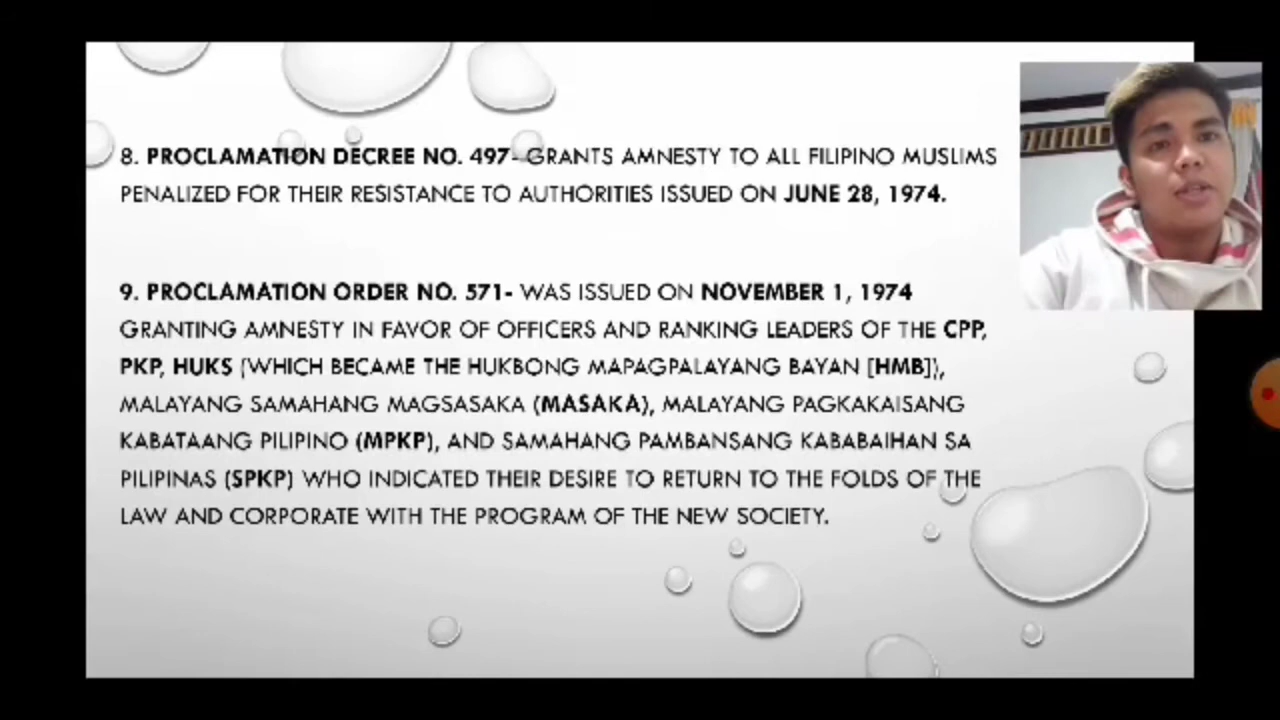 8. PROCLAMATION DECREE NO. 497- GRANTS AMNESTY TO ALL FILIPINO MUSLIMS
PENALIZED FOR THEIR RESISTANCE TO AUTHORITIES ISSUED ON JUNE 28, 1974.
9. PROCLAMATION ORDER NO. 571- WAS ISSUED ON NOVEMBER 1, 1974
GRANTING AMNESTY IN FAVOR OF OFFICERS AND RANKING LEADERS OF THE CPP,
PKP, HUKS (WHICH BECAME THE HUKBONG MAPAGPALAYANG BAYAN [HMB]),
MALAYANG SAMAHANG MAGSASAKA (MASAKA), MALAYANG PAGKAKAISANG
KABATAANG PILIPINO (MPKP), AND SAMAHANG PAMBANSANG KABABAIHAN SA
PILIPINAS (SPKP) WHO INDICATED THEIR DESIRE TO RETURN TO THE FOLDS OF THE
LAW AND CORPORATE WITH THE PROGRAM OF THE NEW SOCIETY.